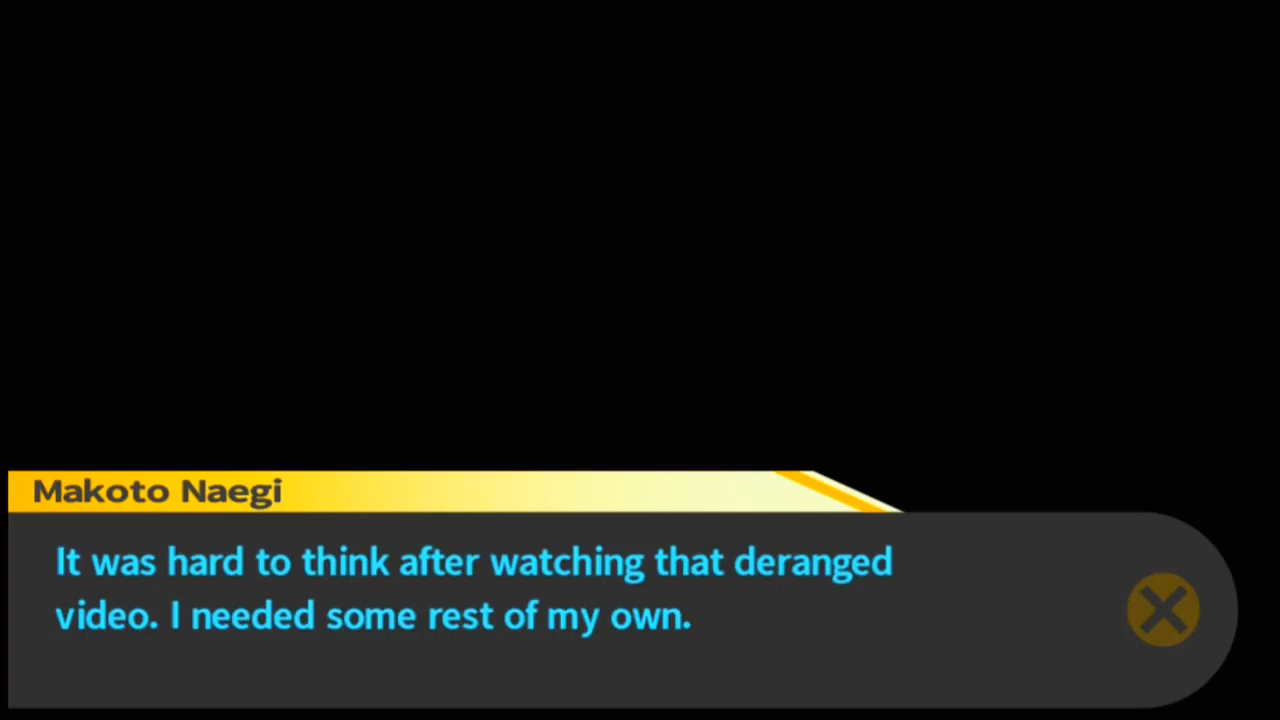 Makoto Naegi
It was hard to think after watching that deranged
video. I needed some rest of my own.